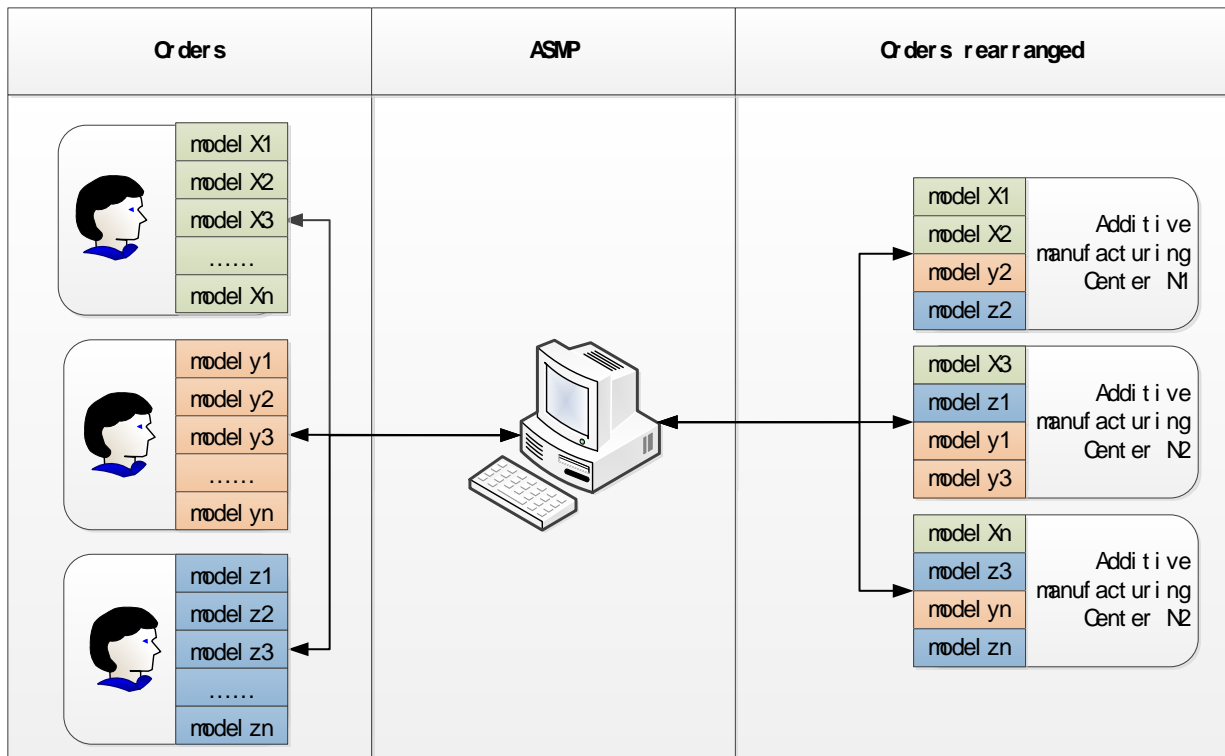 Orders
ASMP
Orders rearranged
model X1
model X2
model X3
......
model Xn
model y1
model y2
model y3
......
model yn
model z1
model z2
model z3
......
model zn
model X1
model X2
model y2
model z2
Additive
manufacturing
Center N1
model X3
model z1
model y1
model y3
Additive
manufacturing
Center N2
model Xn
model z3
model yn
model zn
Additive
manufacturing
Center N2